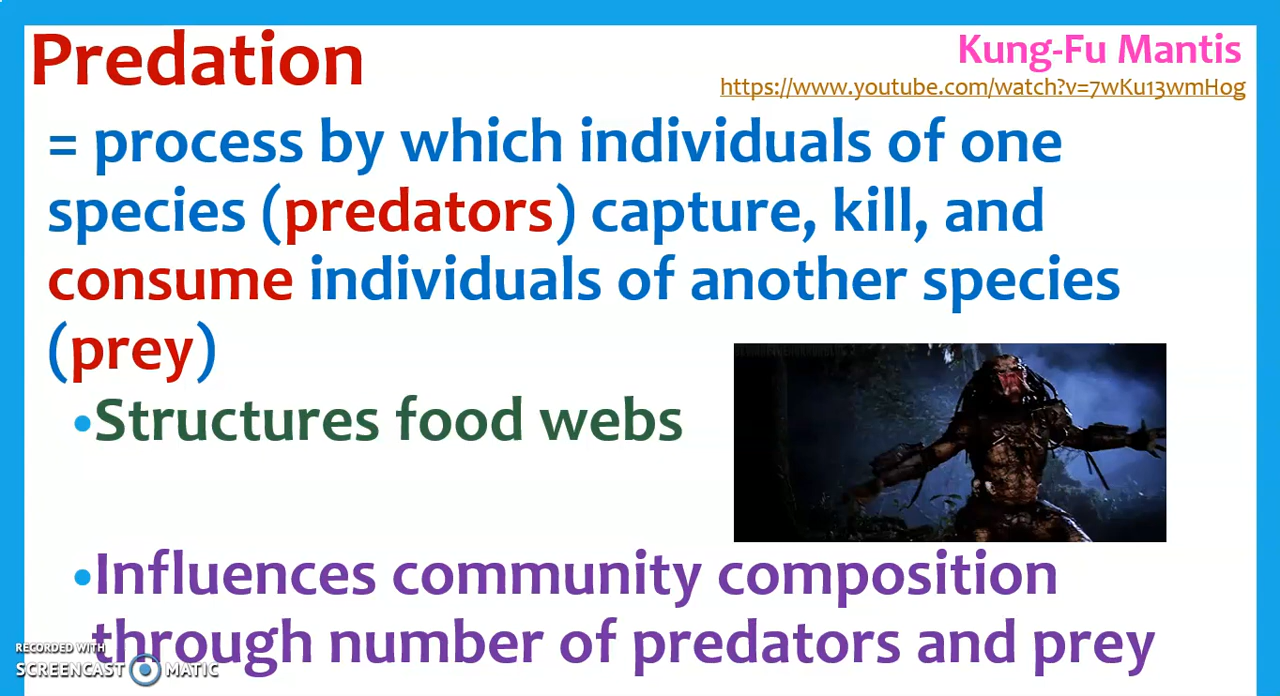 Predation
Kung-Fu Mantis
https://www.youtube.com/watch?v=7wKu13wmHog
= process by which individuals of one
species (predators) capture, kill, and
consume individuals of another species
(prey)
•Structures food webs
•Influences community composition
through number of predators and prey
RECORDED WITH
SCREENCAST MATIC